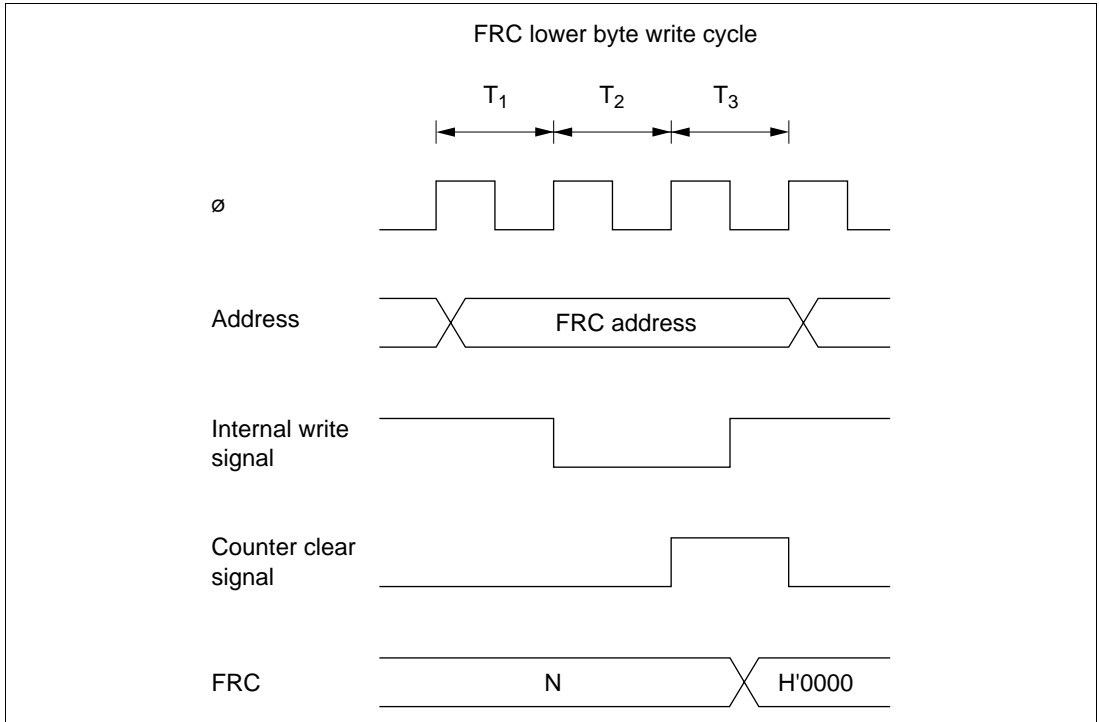 FRC lower byte write cycle
T₁ T₂ T₃
ø
Address
FRC address
Internal write
signal
Counter clear
signal
FRC
N
H'0000